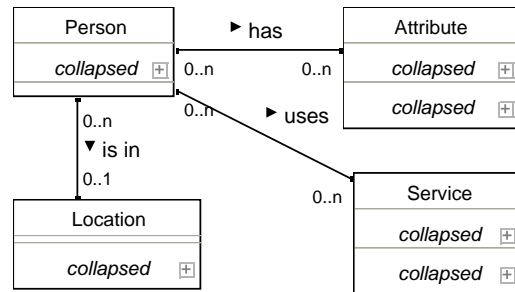 Person
collapsed
► has
0..n
0..n
Attribute
collapsed
collapsed
0..n
► uses
0..n
0..n
▼ is in
0..1
Location
collapsed
Service
collapsed
collapsed